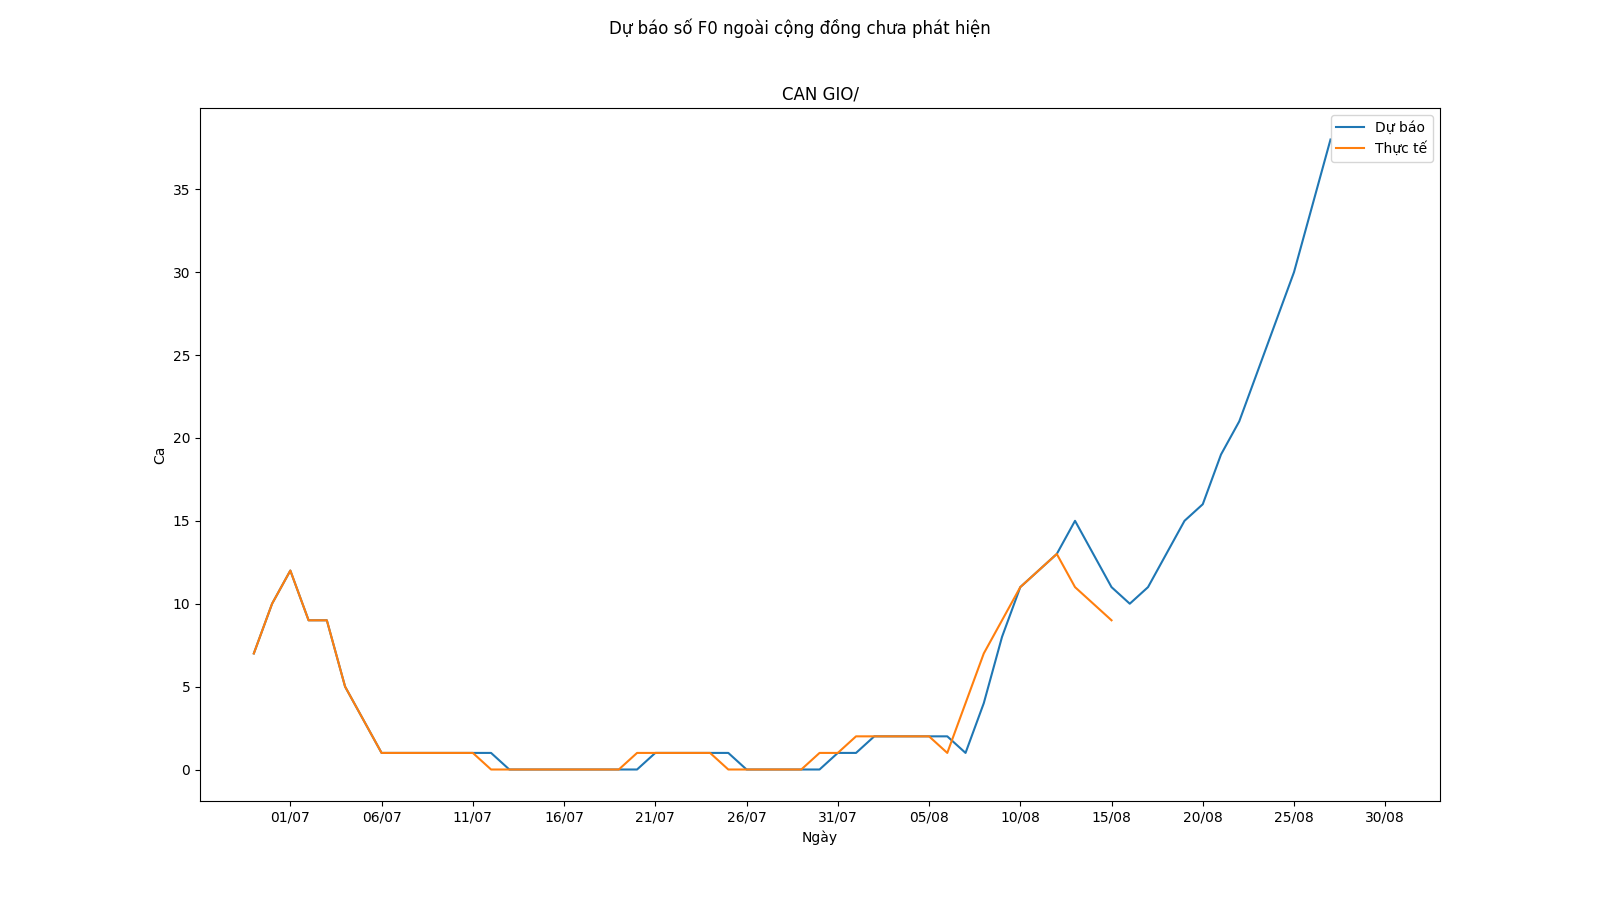 Dự báo số F0 ngoài cộng đồng chưa phát hiện
CAN GIO/
Dự báo
Thực tế
35
30
25
20
15
10
5
0
Ca
01/07 06/07 11/07 16/07 21/07 26/07 31/07 05/08 10/08 15/08 20/08 25/08 30/08
Ngày